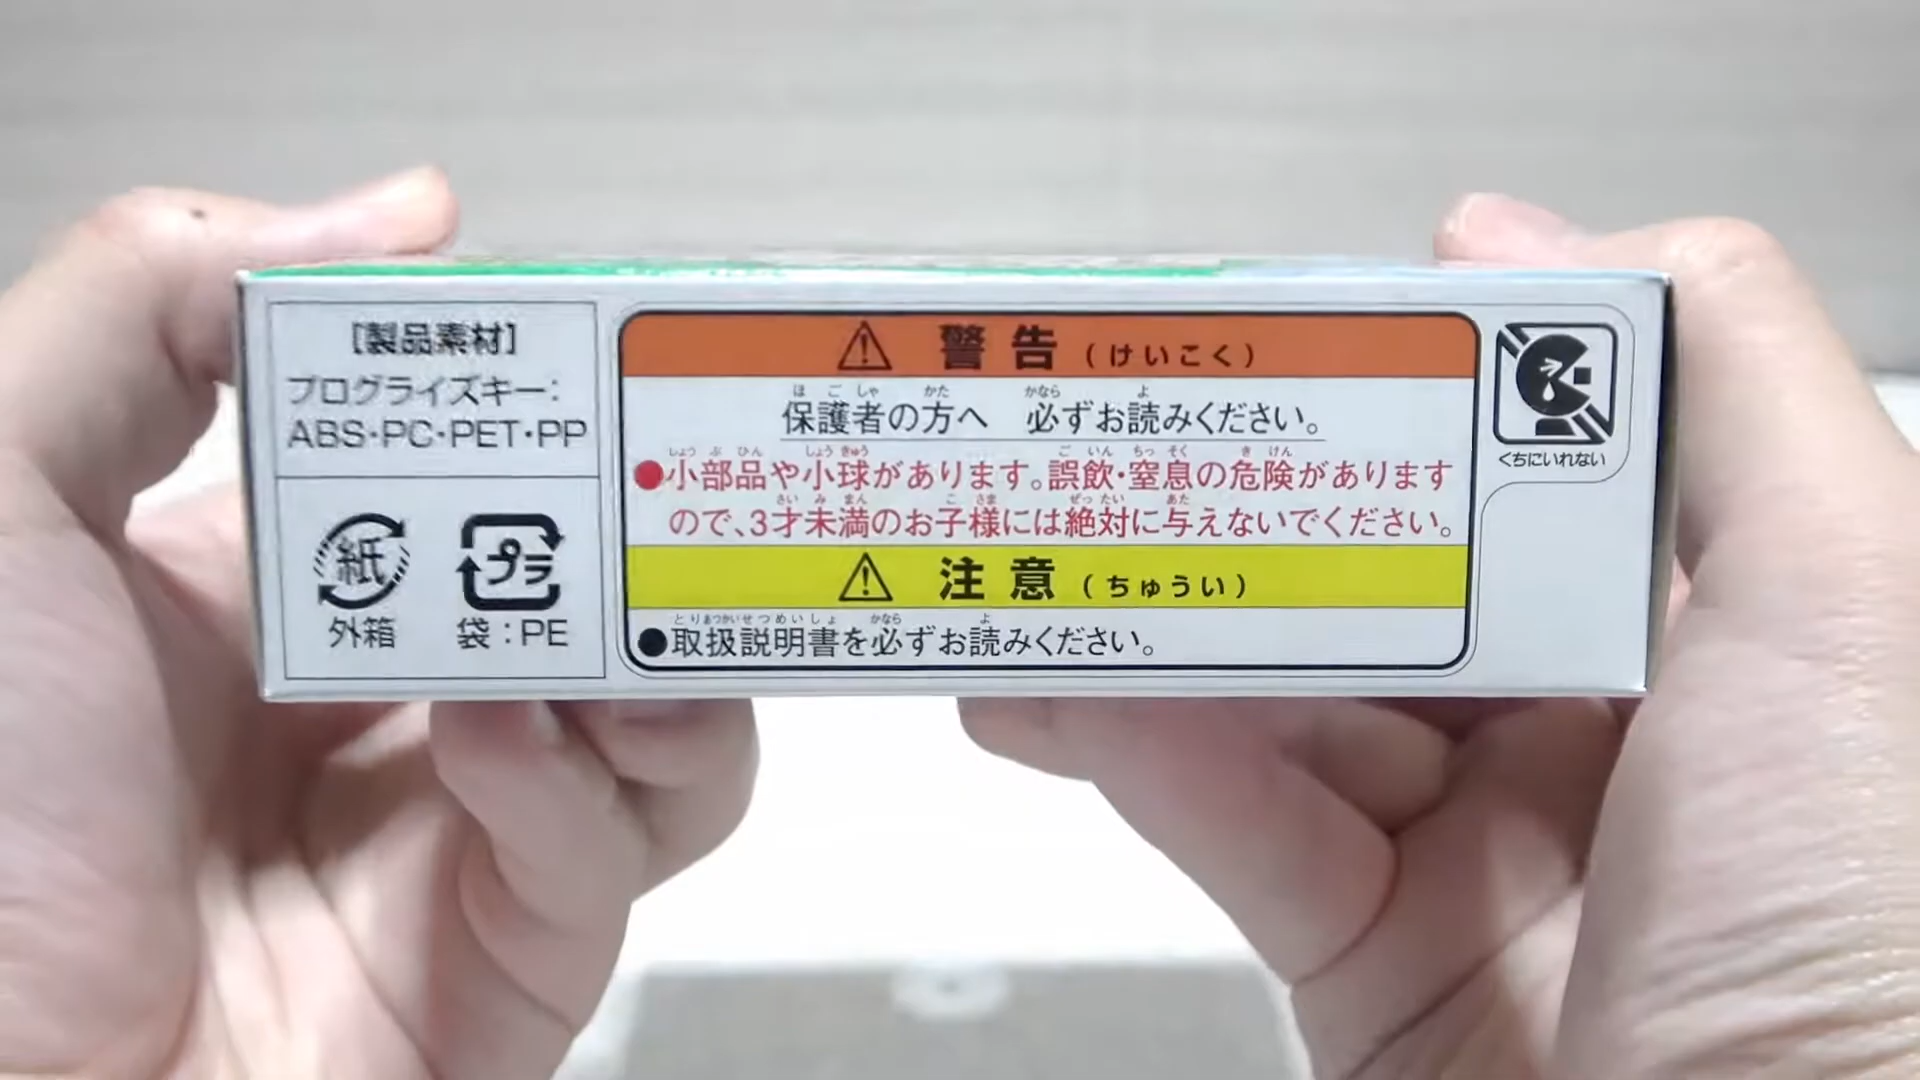 [製品素材]
プログライズキー:
ABS・PC・PET・PP
紙
外箱
プラ
袋:PE
警告(けいこく)
ほごしゃ かた かなら よ
保護者の方へ 必ずお読みください。
しょう ぶ ひん しょう きゅう ご いん ちっ そく き けん
●小部品や小球があります。誤飲・窒息の危険があります
さい み まん こ さま ぜっ たい あた
ので、3才未満のお子様には絶対に与えないでください。
注意(ちゅうい)
とりあつかいせつめいしょ かなら よ
●取扱説明書を必ずお読みください。
くちにいれない